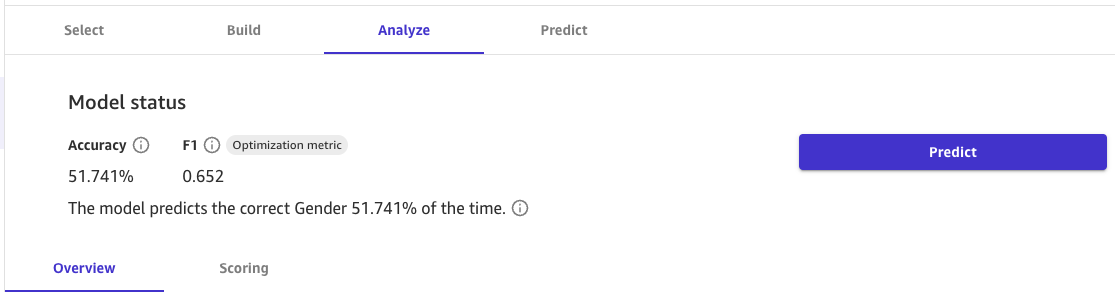 Select Build Analyze Predict
Model status
Accuracy F1 Optimization metric
Predict
51.741% 0.652
The model predicts the correct Gender 51.741% of the time.
Overview Scoring